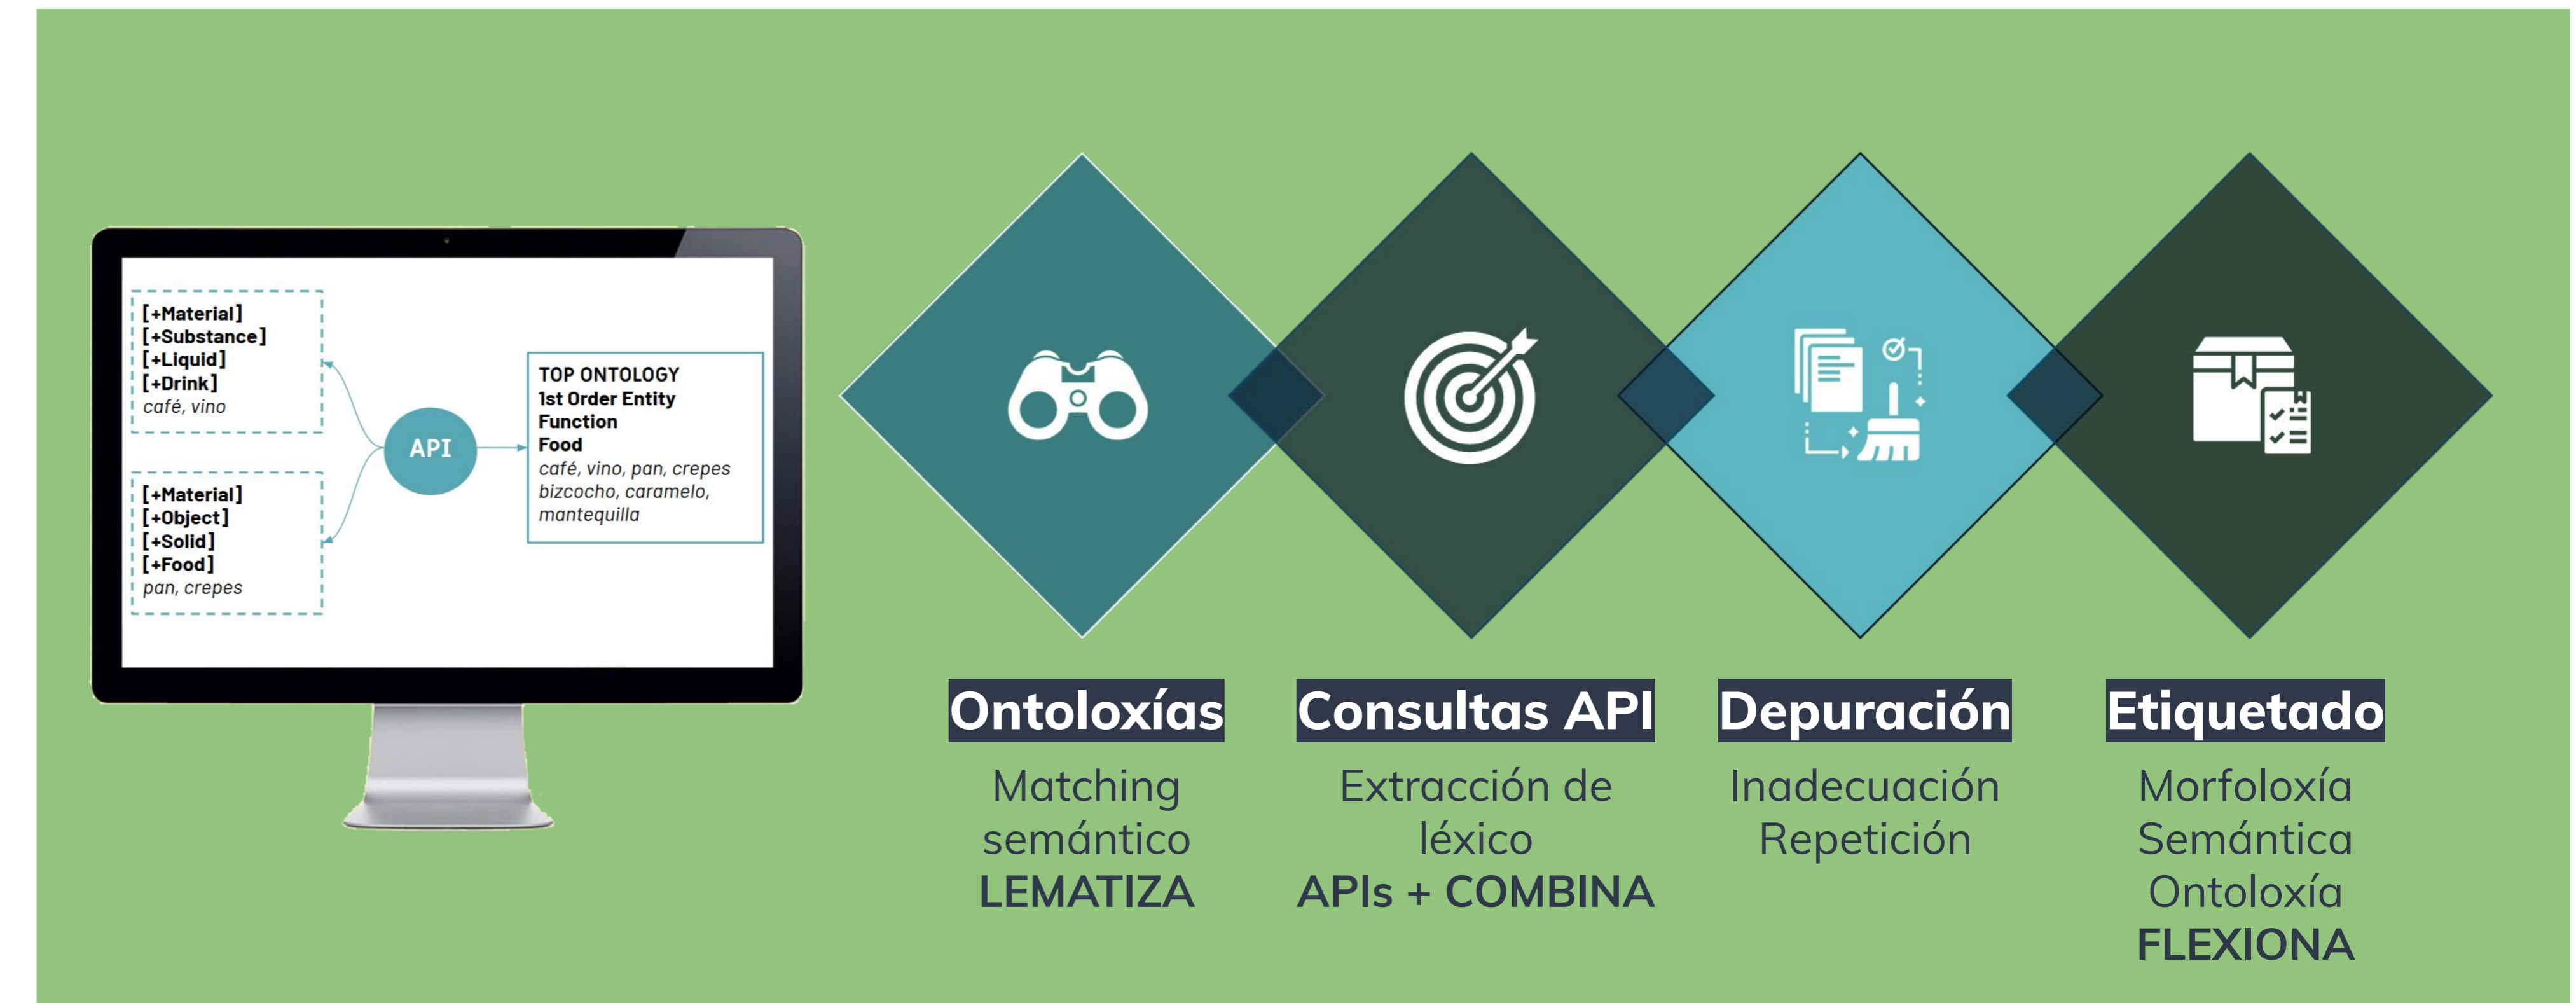 [+Material]
[+Substance]
[+Liquid]
[+Drink]
café, vino
[+Material]
[+Object]
[+Solid]
[+Food]
pan, crepes
API
TOP ONTOLOGY
1st Order Entity
Function
Food
café, vino, pan, crepes
bizcocho, caramelo,
mantequilla
Ontoloxías
Matching
semántico
LEMATIZA
Consultas API
Extracción de
léxico
APIs + COMBINA
Depuración
Inadecuación
Repetición
Etiquetado
Morfoloxía
Semántica
Ontoloxía
FLEXIONA